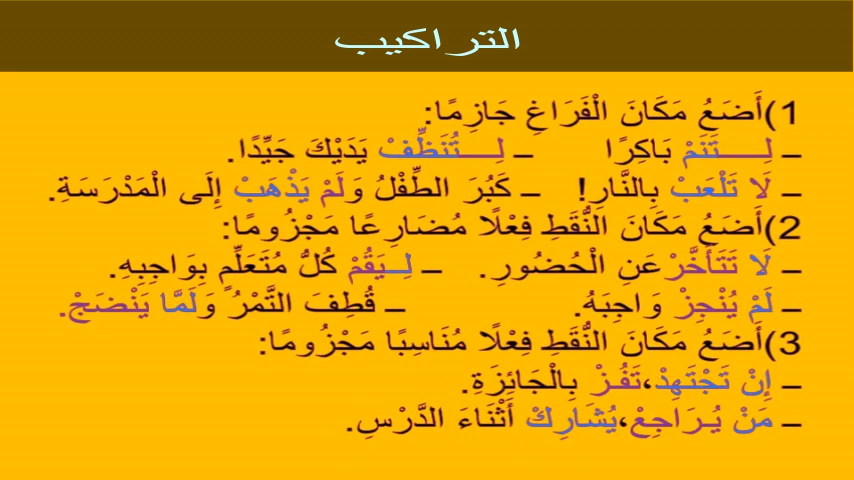 التراكيب
1)أَضَعُ مَكَانَ الْفَرَاغِ جَازِمًا:
ـ لِـــتَنَمْ بَاكِرًا ـ لِـــتُنَظِّفْ يَدَيْكَ جَيِّدًا.
ـ لَا تَلْعَبْ بِالنَّارِ! ـ كَبُرَ الطِّفْلُ وَلَمْ يَذْهَبْ إِلَى الْمَدْرَسَةِ.
2)أَضَعُ مَكَانَ النُّقَطِ فِعْلًا مُضَارِعًا مَجْزُومًا:
ـ لَا تَتَأَخَّرْ عَنِ الْحُضُورِ. ـ لِـيَقُمْ كُلُّ مُتَعَلِّمٍ بِوَاجِبِهِ.
ـ لَمْ يُنْجِزْ وَاجِبَهُ. ـ قُطِفَ التَّمْرُ وَلَمَّا يَنْضَجْ.
3)أَضَعُ مَكَانَ النُّقَطِ فِعْلًا مُنَاسِبًا مَجْزُومًا:
ـ إِنْ تَجْتَهِدْ،تَفُزْ بِالْجَائِزَةِ.
ـ مَنْ يُـرَاجِعْ،يُشَارِكْ أَثْنَاءَ الدَّرْسِ.